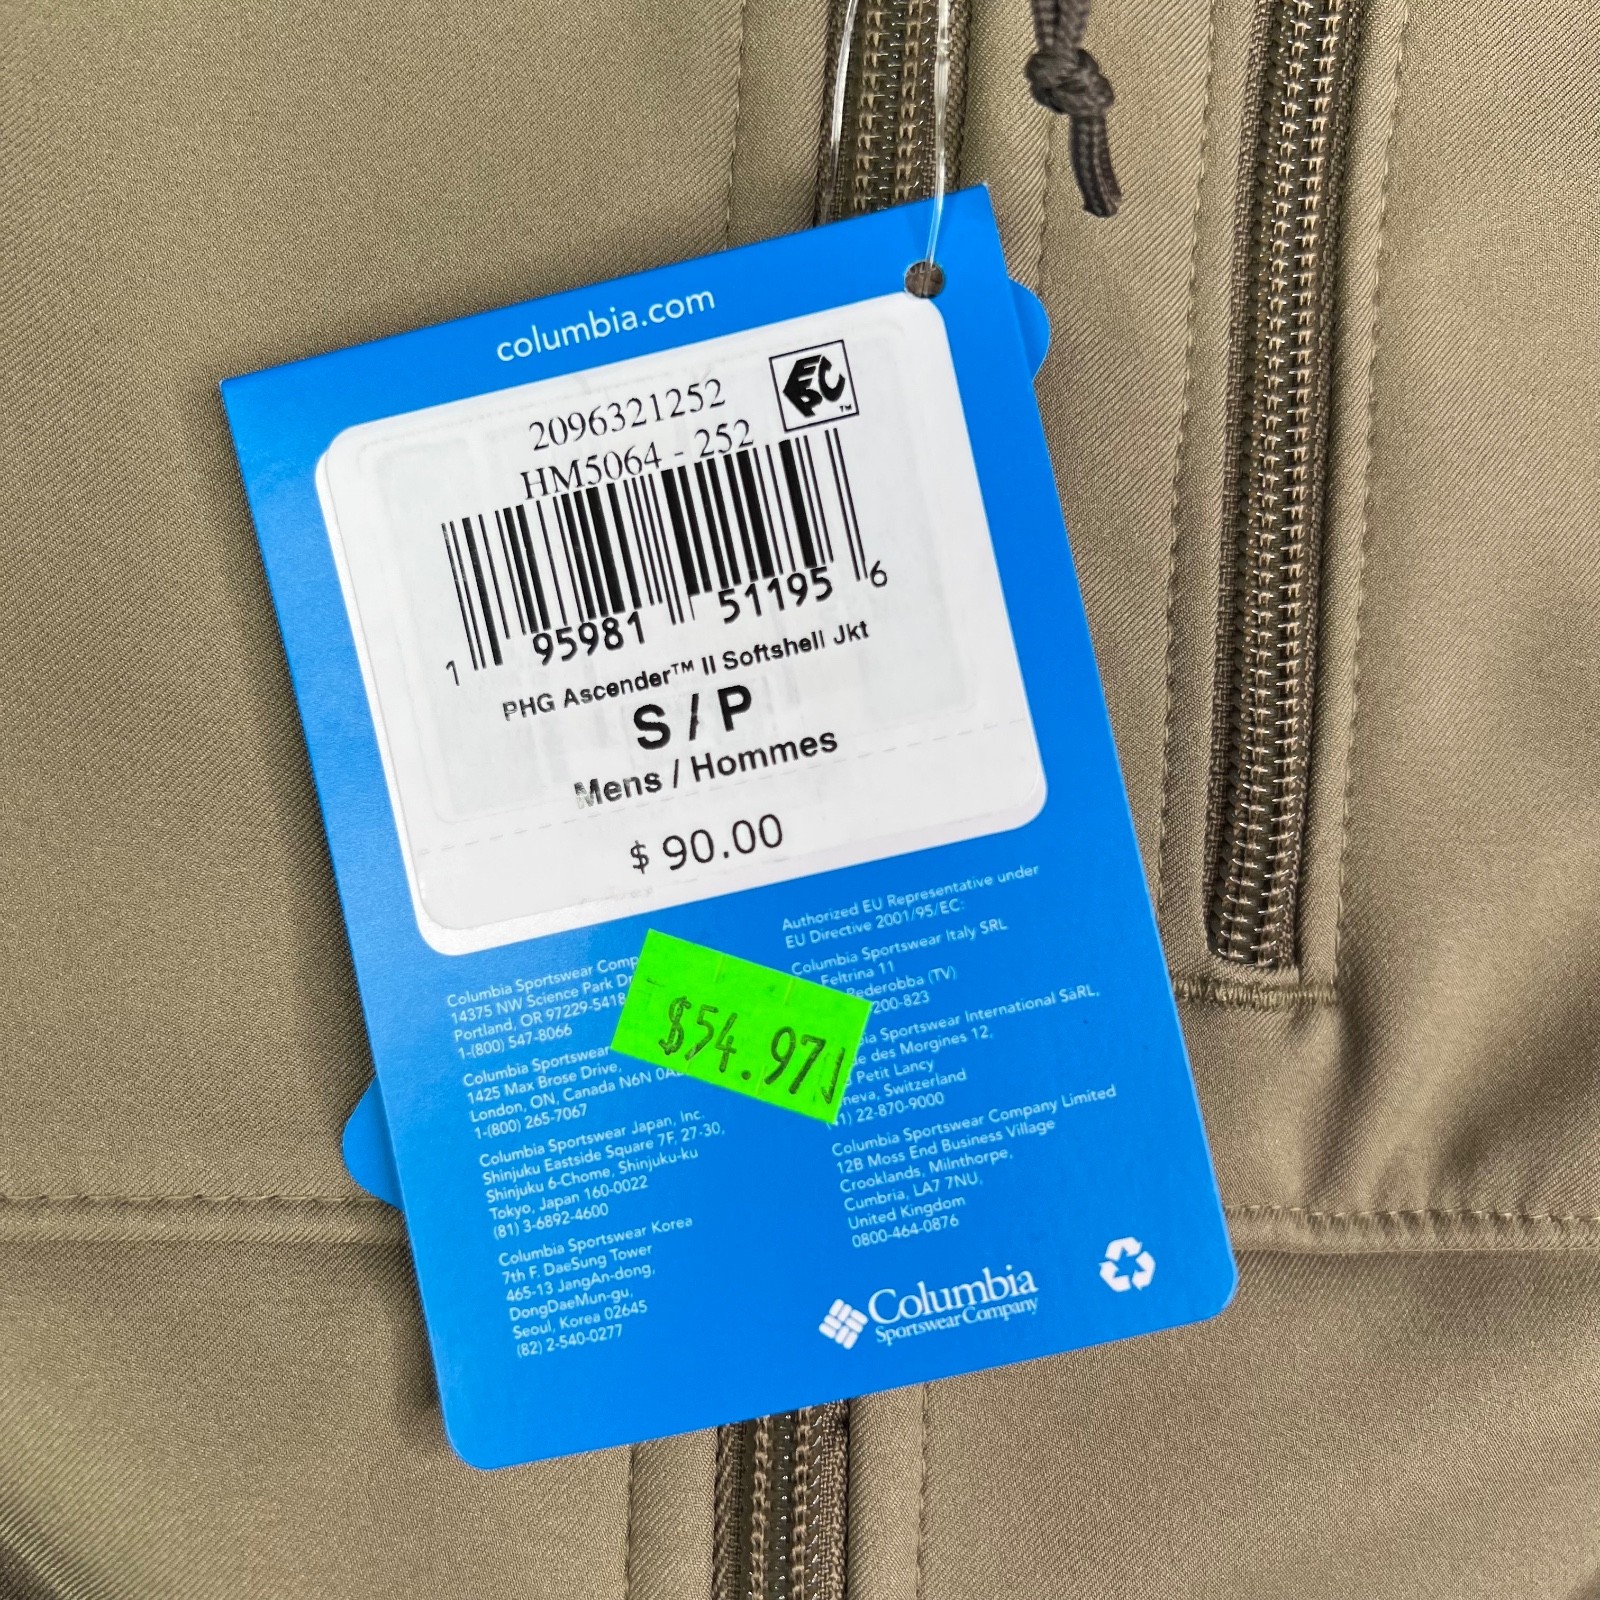 columbia.com
2096321252
HM5064 - 252
1 95981 51195 6
PHG Ascender™ II Softshell Jkt
S / P
Mens / Hommes
$ 90.00
$54.97
Columbia Sportswear
14375 NW Science Park
Portland, OR 97229-5418
1-(800) 547-8066
Columbia Sportswear
1425 Max Brose Drive,
London, ON, Canada N6N
1-(800) 265-7067
Columbia Sportswear Japan, Inc.
Shinjuku Eastside Square 7F, 27-30,
Shinjuku 6-Chome, Shinjuku-ku
Tokyo, Japan 160-0022
(81) 3-6892-4600
Columbia Sportswear Korea
7th F. DaeSung Tower
465-13 JangAn-dong,
DongDaeMun-gu,
Seoul, Korea 02645
(82) 2-540-0277
Authorized EU Representative under
EU Directive 2001/95/EC:
Columbia Sportswear Italy SRL
Feltrina 11
Pederobba (TV)
200-823
Sportswear International SàRL,
des Morgines 12,
Petit Lancy
Switzerland
22-870-9000
Columbia Sportswear Company Limited
12B Moss End Business Village
Crooklands, Milnthorpe,
Cumbria, LA7 7NU,
United Kingdom
0800-464-0876
Columbia
Sportswear Company